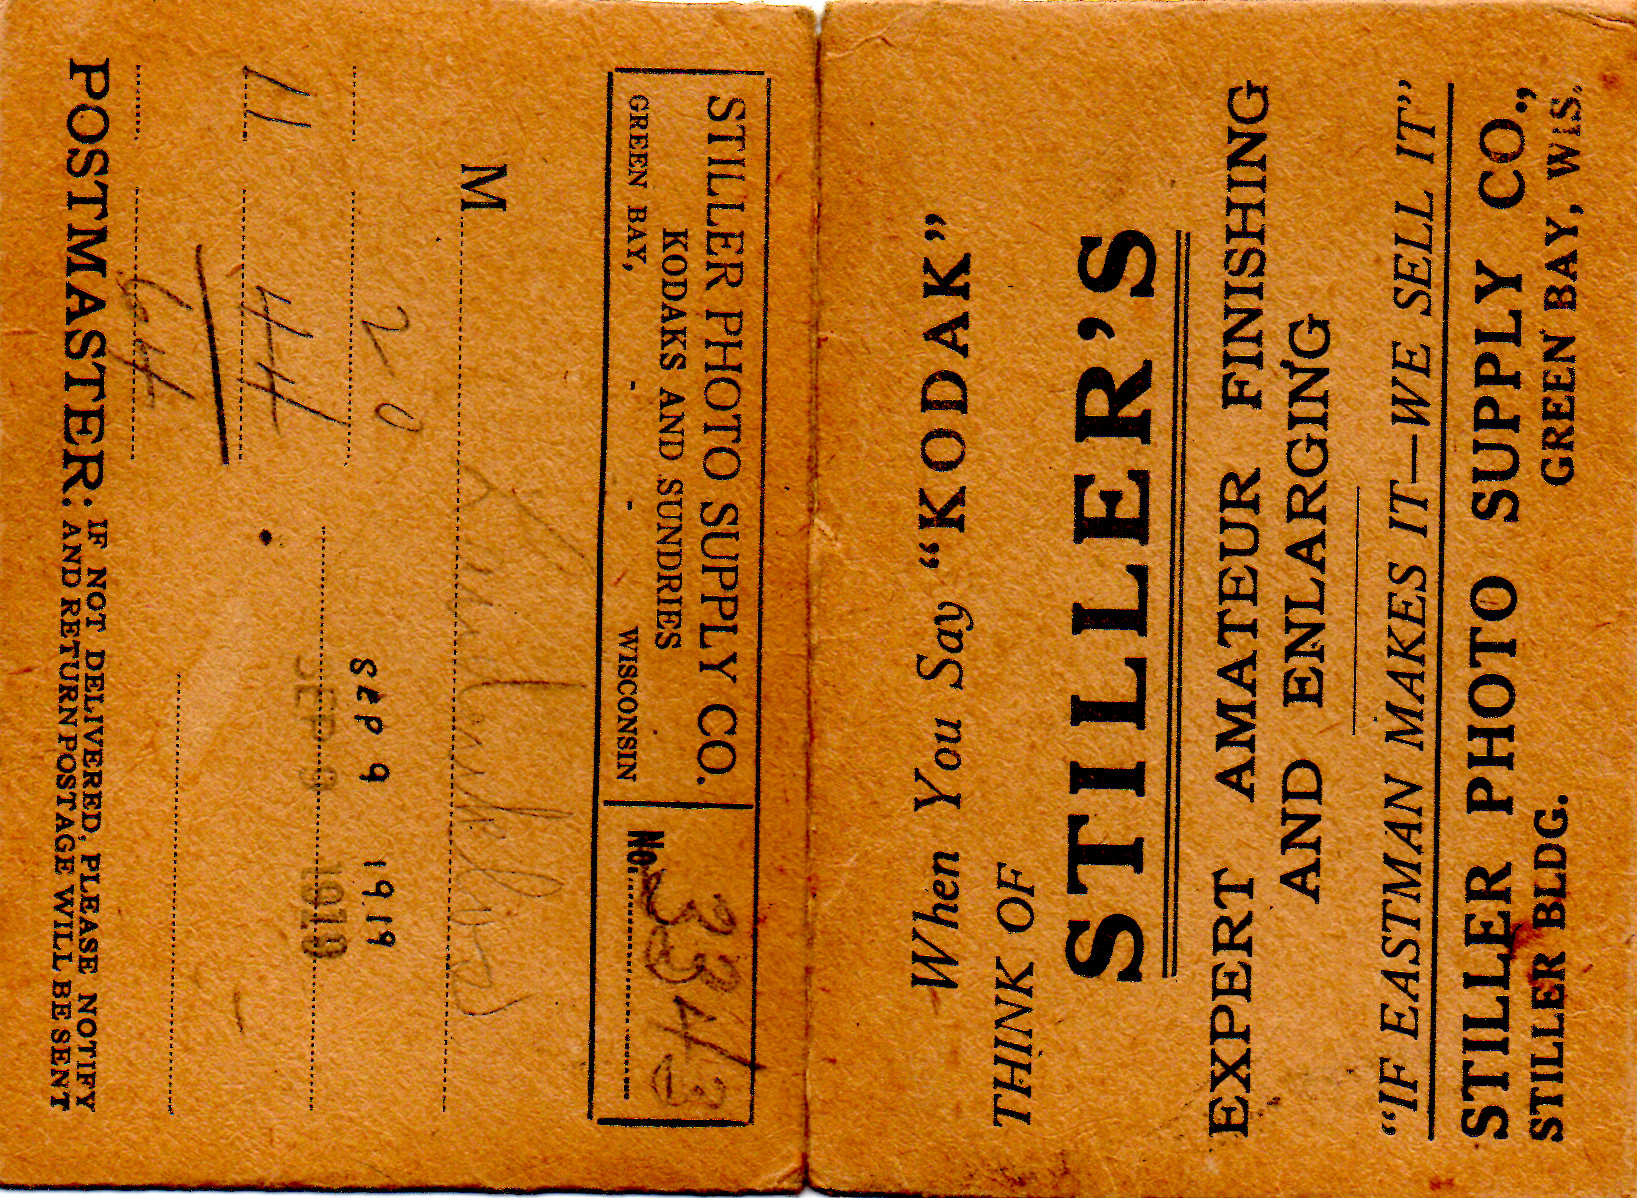 STILLER PHOTO SUPPLY CO.
KODAKS AND SUNDRIES
GREEN BAY, - - WISCONSIN
No. 3343
M
SEP 9 1919
SEP 9 1919
20
11 44
64
POSTMASTER: IF NOT DELIVERED, PLEASE NOTIFY
AND RETURN POSTAGE WILL BE SENT
When You Say "KODAK"
THINK OF
STILLER'S
EXPERT AMATEUR FINISHING
AND ENLARGING
"IF EASTMAN MAKES IT—WE SELL IT"
STILLER PHOTO SUPPLY CO.,
STILLER BLDG. GREEN BAY, WIS.